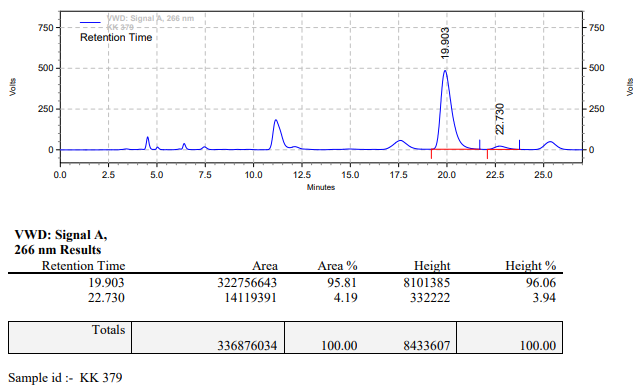 VWD: Signal A, 266 nm
KK 379
Retention Time
19.903
22.730
750
500
250
0
Volts
750
500
250
0
Volts
0.0 2.5 5.0 7.5 10.0 12.5 15.0 17.5 20.0 22.5 25.0
Minutes
VWD: Signal A,
266 nm Results
Retention Time Area Area % Height Height %
19.903 322756643 95.81 8101385 96.06
22.730 14119391 4.19 332222 3.94
Totals
336876034 100.00 8433607 100.00
Sample id :- KK 379